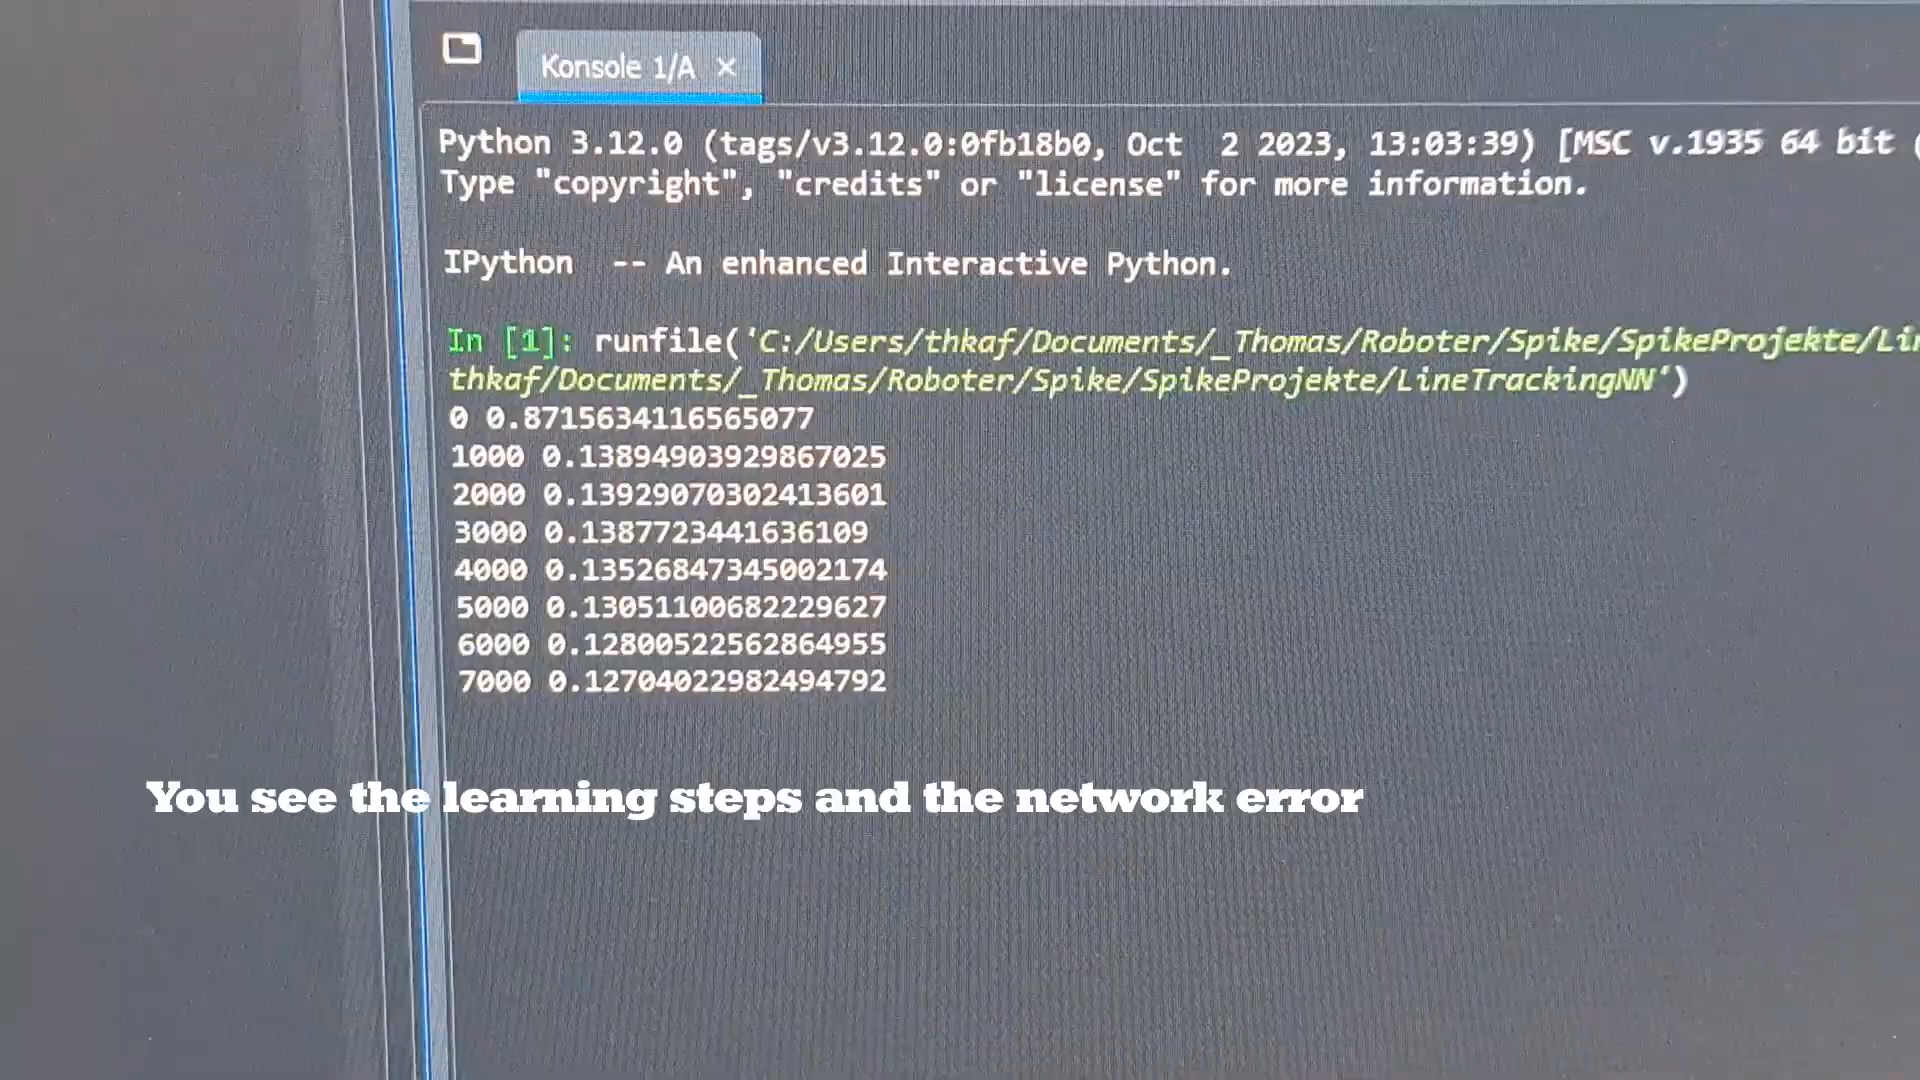 Konsole 1/A ×
Python 3.12.0 (tags/v3.12.0:0fb18b0, Oct  2 2023, 13:03:39) [MSC v.1935 64 bit (
Type "copyright", "credits" or "license" for more information.
IPython  -- An enhanced Interactive Python.
In [1]: runfile('C:/Users/thkaf/Documents/_Thomas/Roboter/Spike/SpikeProjekte/Lin
thkaf/Documents/_Thomas/Roboter/Spike/SpikeProjekte/LineTrackingNN')
0 0.8715634116565077
1000 0.13894903929867025
2000 0.13929070302413601
3000 0.1387723441636109
4000 0.13526847345002174
5000 0.13051100682229627
6000 0.12800522562864955
7000 0.12704022982494792
You see the learning steps and the network error